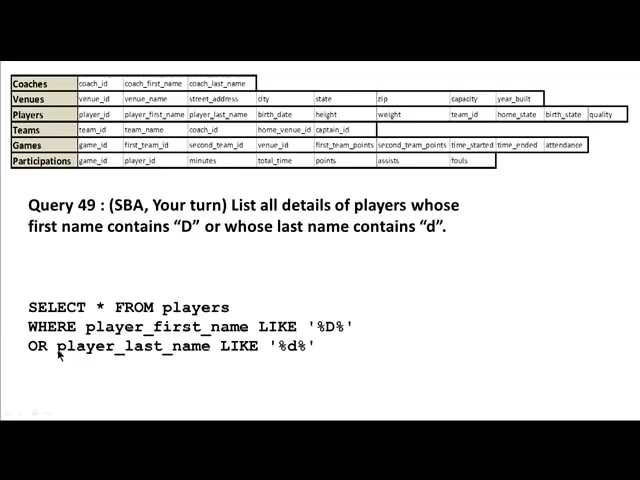 Coaches coach_id coach_first_name coach_last_name
Venues venue_id venue_name street_address city state zip capacity year_built
Players player_id player_first_name player_last_name birth_date height weight team_id home_state birth_state quality
Teams team_id team_name coach_id home_venue_id captain_id
Games game_id first_team_id second_team_id venue_id first_team_points second_team_points time_started time_ended attendance
Participations game_id player_id minutes total_time points assists fouls
Query 49 : (SBA, Your turn) List all details of players whose
first name contains “D” or whose last name contains “d”.
SELECT * FROM players
WHERE player_first_name LIKE '%D%'
OR player_last_name LIKE '%d%'